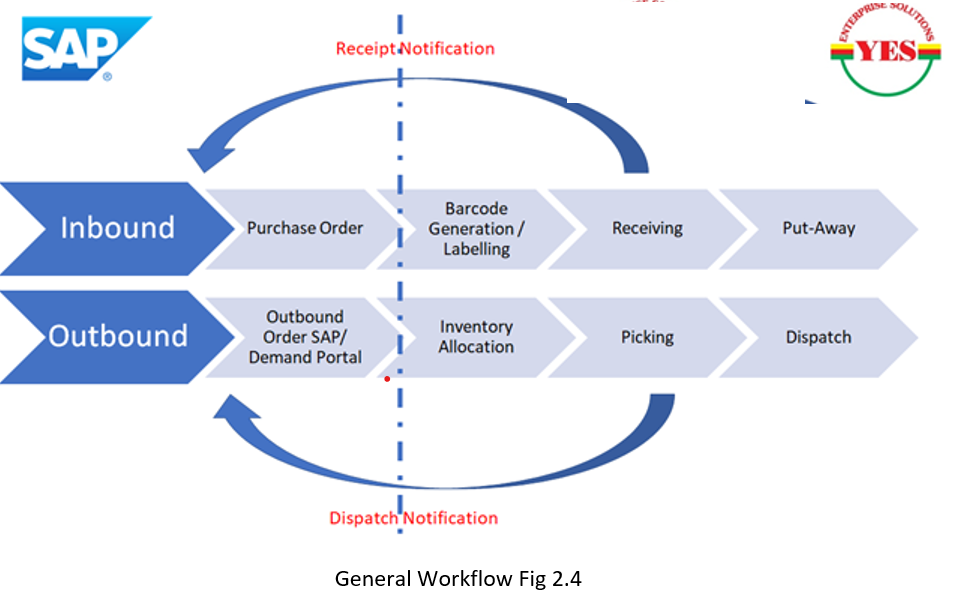 SAP
®
ENTERPRISE SOLUTIONS
YES
Receipt Notification
Inbound
Purchase Order
Barcode
Generation /
Labelling
Receiving
Put-Away
Outbound
Outbound
Order SAP/
Demand Portal
Inventory
Allocation
Picking
Dispatch
Dispatch Notification
General Workflow Fig 2.4